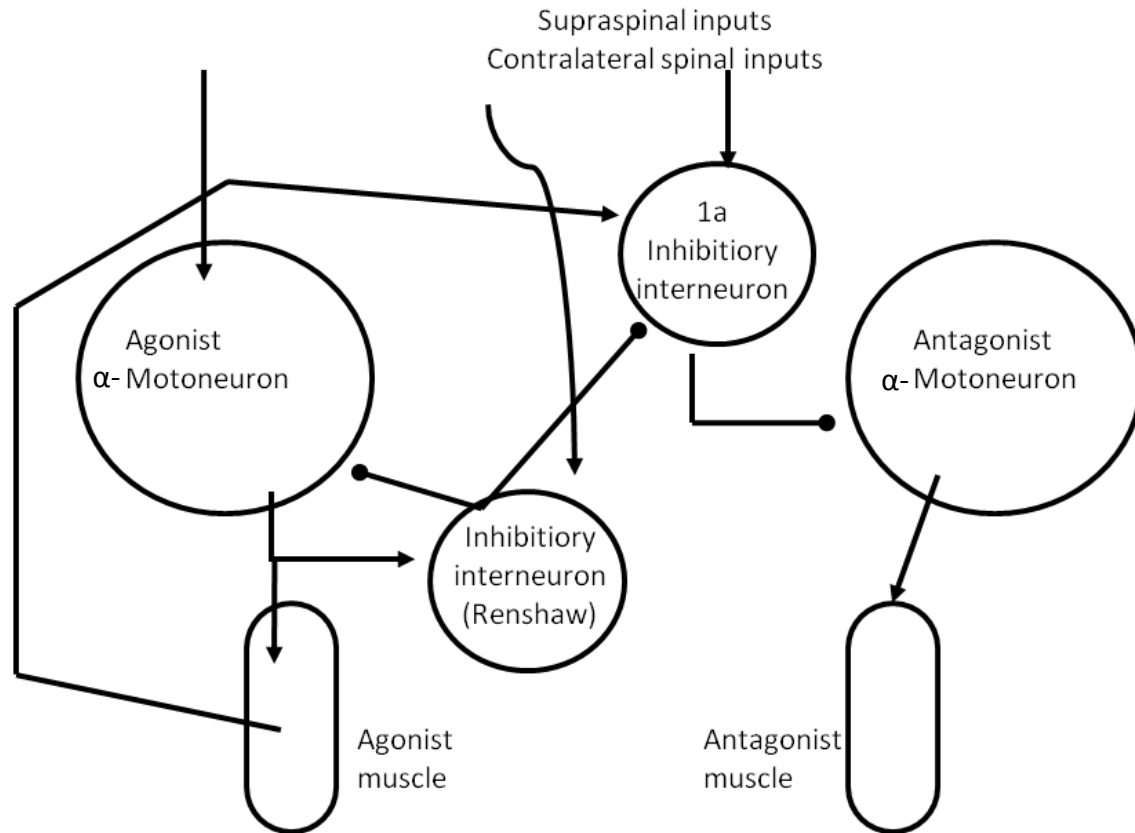 Supraspinal inputs
Contralateral spinal inputs
1a
Inhibitiory
interneuron
Agonist
α- Motoneuron
Antagonist
α- Motoneuron
Inhibitiory
interneuron
(Renshaw)
Agonist
muscle
Antagonist
muscle